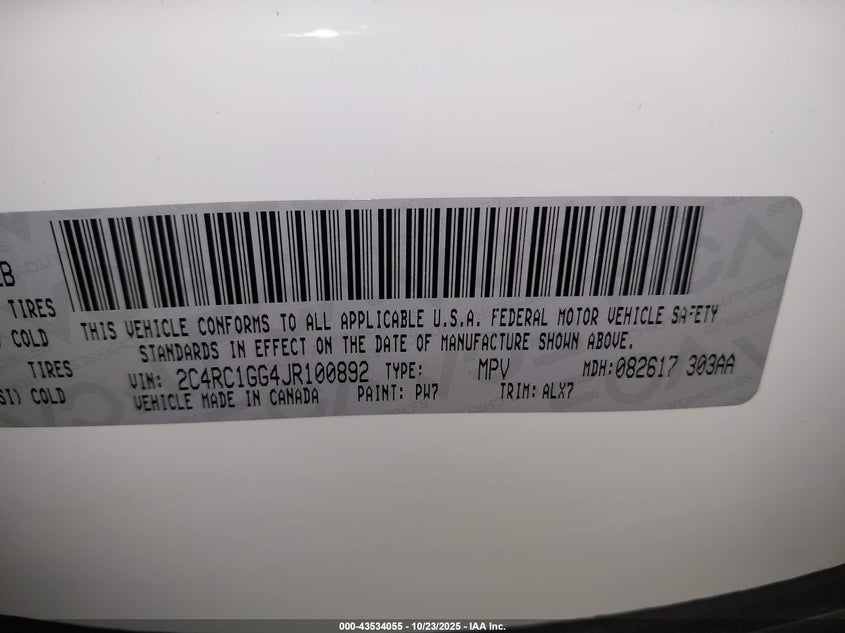 B
TIRES
COLD
TIRES
SI) COLD
THIS VEHICLE CONFORMS TO ALL APPLICABLE U.S.A. FEDERAL MOTOR VEHICLE SAFETY
STANDARDS IN EFFECT ON THE DATE OF MANUFACTURE SHOWN ABOVE.
VIN: 2C4RC1GG4JR100892 TYPE: MPV MDH: 082617 303AA
VEHICLE MADE IN CANADA PAINT: PW7 TRIM: ALX7
000-43534055 - 10/23/2025 - IAA Inc.